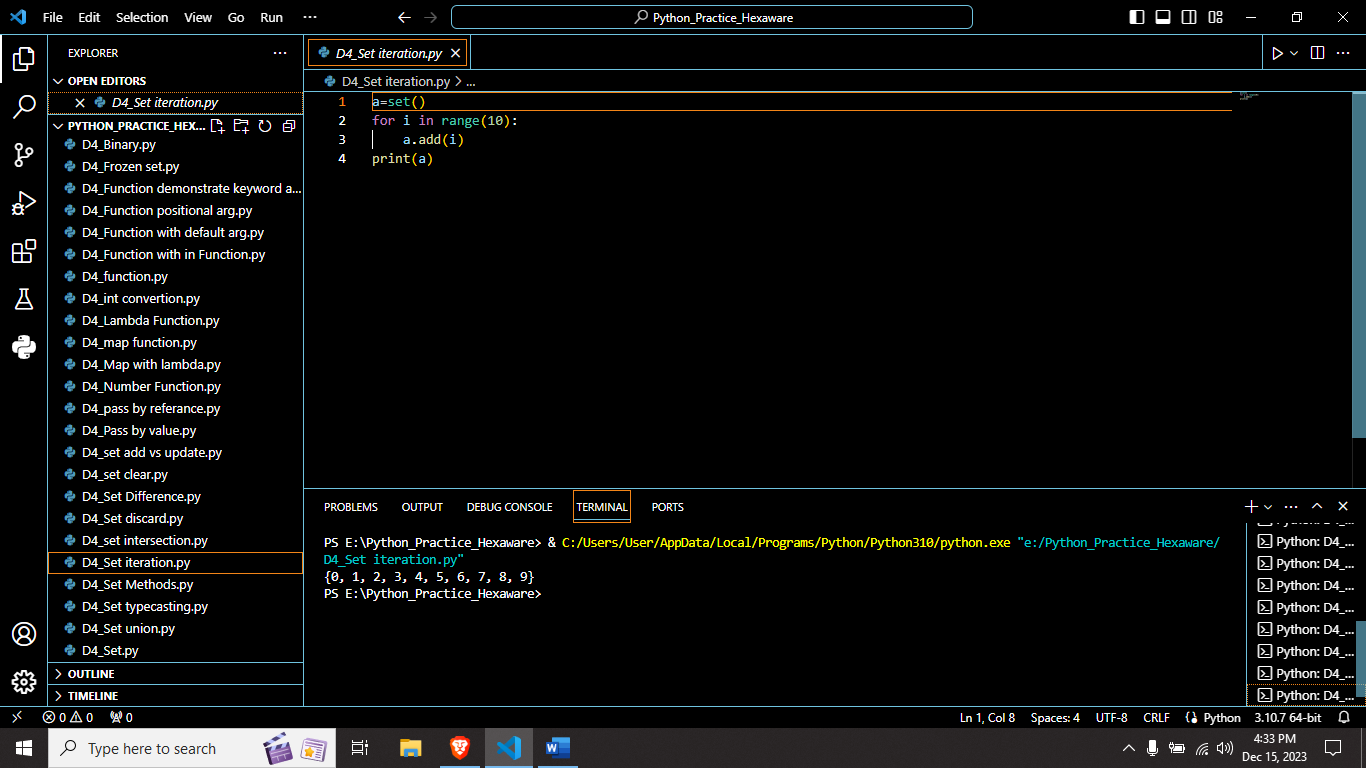 File Edit Selection View Go Run ···
Python_Practice_Hexaware
EXPLORER
OPEN EDITORS
D4_Set iteration.py
PYTHON_PRACTICE_HEX...
D4_Binary.py
D4_Frozen set.py
D4_Function demonstrate keyword a...
D4_Function positional arg.py
D4_Function with default arg.py
D4_Function with in Function.py
D4_function.py
D4_int convertion.py
D4_Lambda Function.py
D4_map function.py
D4_Map with lambda.py
D4_Number Function.py
D4_pass by referance.py
D4_Pass by value.py
D4_set add vs update.py
D4_set clear.py
D4_Set Difference.py
D4_Set discard.py
D4_set intersection.py
D4_Set iteration.py
D4_Set Methods.py
D4_Set typecasting.py
D4_Set union.py
D4_Set.py
OUTLINE
TIMELINE
D4_Set iteration.py
D4_Set iteration.py > ...
1 a=set()
2 for i in range(10):
3 a.add(i)
4 print(a)
PROBLEMS OUTPUT DEBUG CONSOLE TERMINAL PORTS
PS E:\Python_Practice_Hexaware> & C:/Users/User/AppData/Local/Programs/Python/Python310/python.exe "e:/Python_Practice_Hexaware/
D4_Set iteration.py"
{0, 1, 2, 3, 4, 5, 6, 7, 8, 9}
PS E:\Python_Practice_Hexaware>
Python: D4_...
Python: D4_...
Python: D4_...
Python: D4_...
Python: D4_...
Python: D4_...
Python: D4_...
Python: D4_...
0 0 0
Ln 1, Col 8 Spaces: 4 UTF-8 CRLF Python 3.10.7 64-bit
Type here to search
4:33 PM
Dec 15, 2023